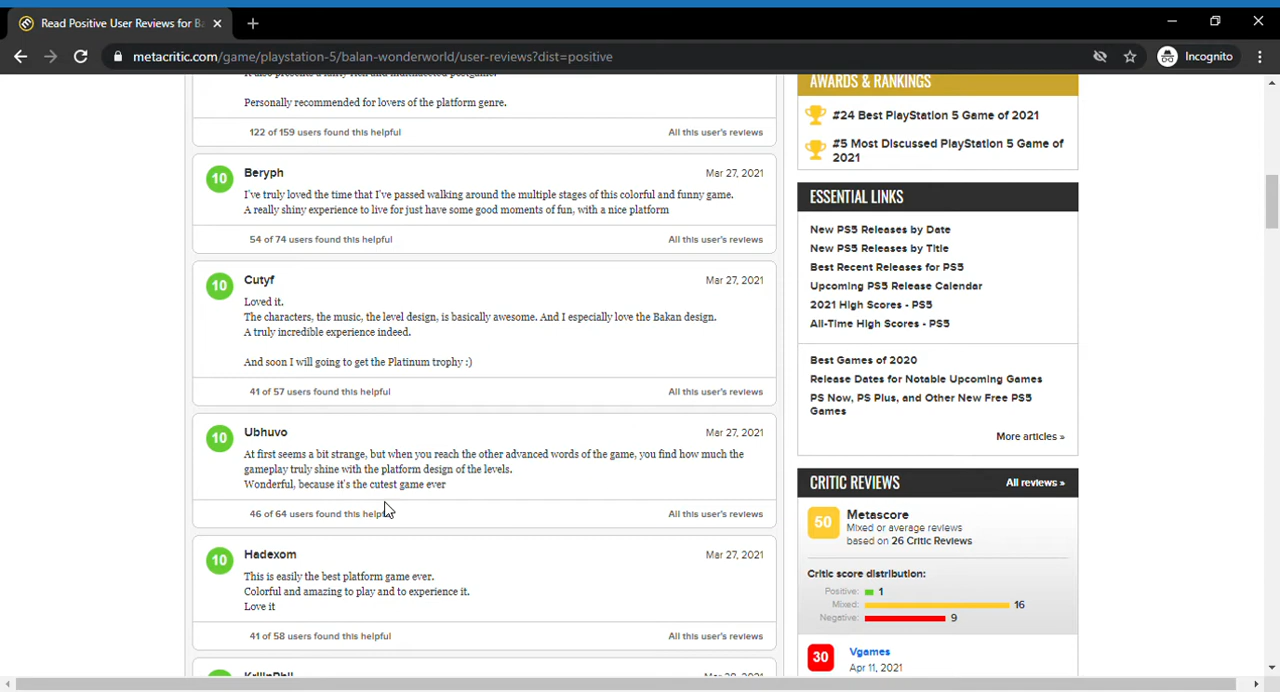 Read Positive User Reviews for Ba
metacritic.com/game/playstation-5/balan-wonderworld/user-reviews?dist=positive
Incognito
Personally recommended for lovers of the platform genre.
122 of 159 users found this helpful
All this user's reviews
10
Beryph
Mar 27, 2021
I've truly loved the time that I've passed walking around the multiple stages of this colorful and funny game.
A really shiny experience to live for just have some good moments of fun, with a nice platform
54 of 74 users found this helpful
All this user's reviews
10
Cutyf
Mar 27, 2021
Loved it.
The characters, the music, the level design, is basically awesome. And I especially love the Bakan design.
A truly incredible experience indeed.
And soon I will going to get the Platinum trophy :)
41 of 57 users found this helpful
All this user's reviews
10
Ubhuvo
Mar 27, 2021
At first seems a bit strange, but when you reach the other advanced words of the game, you find how much the
gameplay truly shine with the platform design of the levels.
Wonderful, because it's the cutest game ever
46 of 64 users found this helpful
All this user's reviews
10
Hadexom
Mar 27, 2021
This is easily the best platform game ever.
Colorful and amazing to play and to experience it.
Love it
41 of 58 users found this helpful
All this user's reviews
AWARDS & RANKINGS
#24 Best PlayStation 5 Game of 2021
#5 Most Discussed PlayStation 5 Game of
2021
ESSENTIAL LINKS
New PS5 Releases by Date
New PS5 Releases by Title
Best Recent Releases for PS5
Upcoming PS5 Release Calendar
2021 High Scores - PS5
All-Time High Scores - PS5
Best Games of 2020
Release Dates for Notable Upcoming Games
PS Now, PS Plus, and Other New Free PS5
Games
More articles »
CRITIC REVIEWS
All reviews »
50
Metascore
Mixed or average reviews
based on 26 Critic Reviews
Critic score distribution:
Positive: 1
Mixed: 16
Negative: 9
30
Vgames
Apr 11, 2021